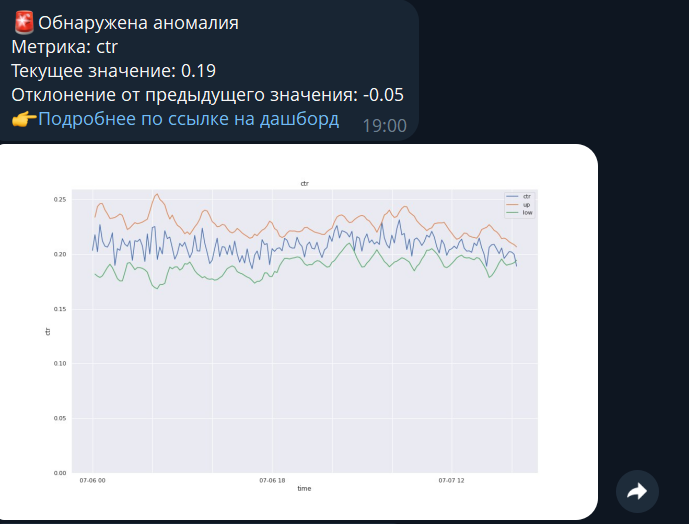 🚨Обнаружена аномалия
Метрика: ctr
Текущее значение: 0.19
Отклонение от предыдущего значения: -0.05
👉Подробнее по ссылке на дашборд
19:00
ctr
ctr
up
low
0.25
0.20
0.15
0.10
0.05
0.00
ctr
07-06 00
07-06 18
07-07 12
time